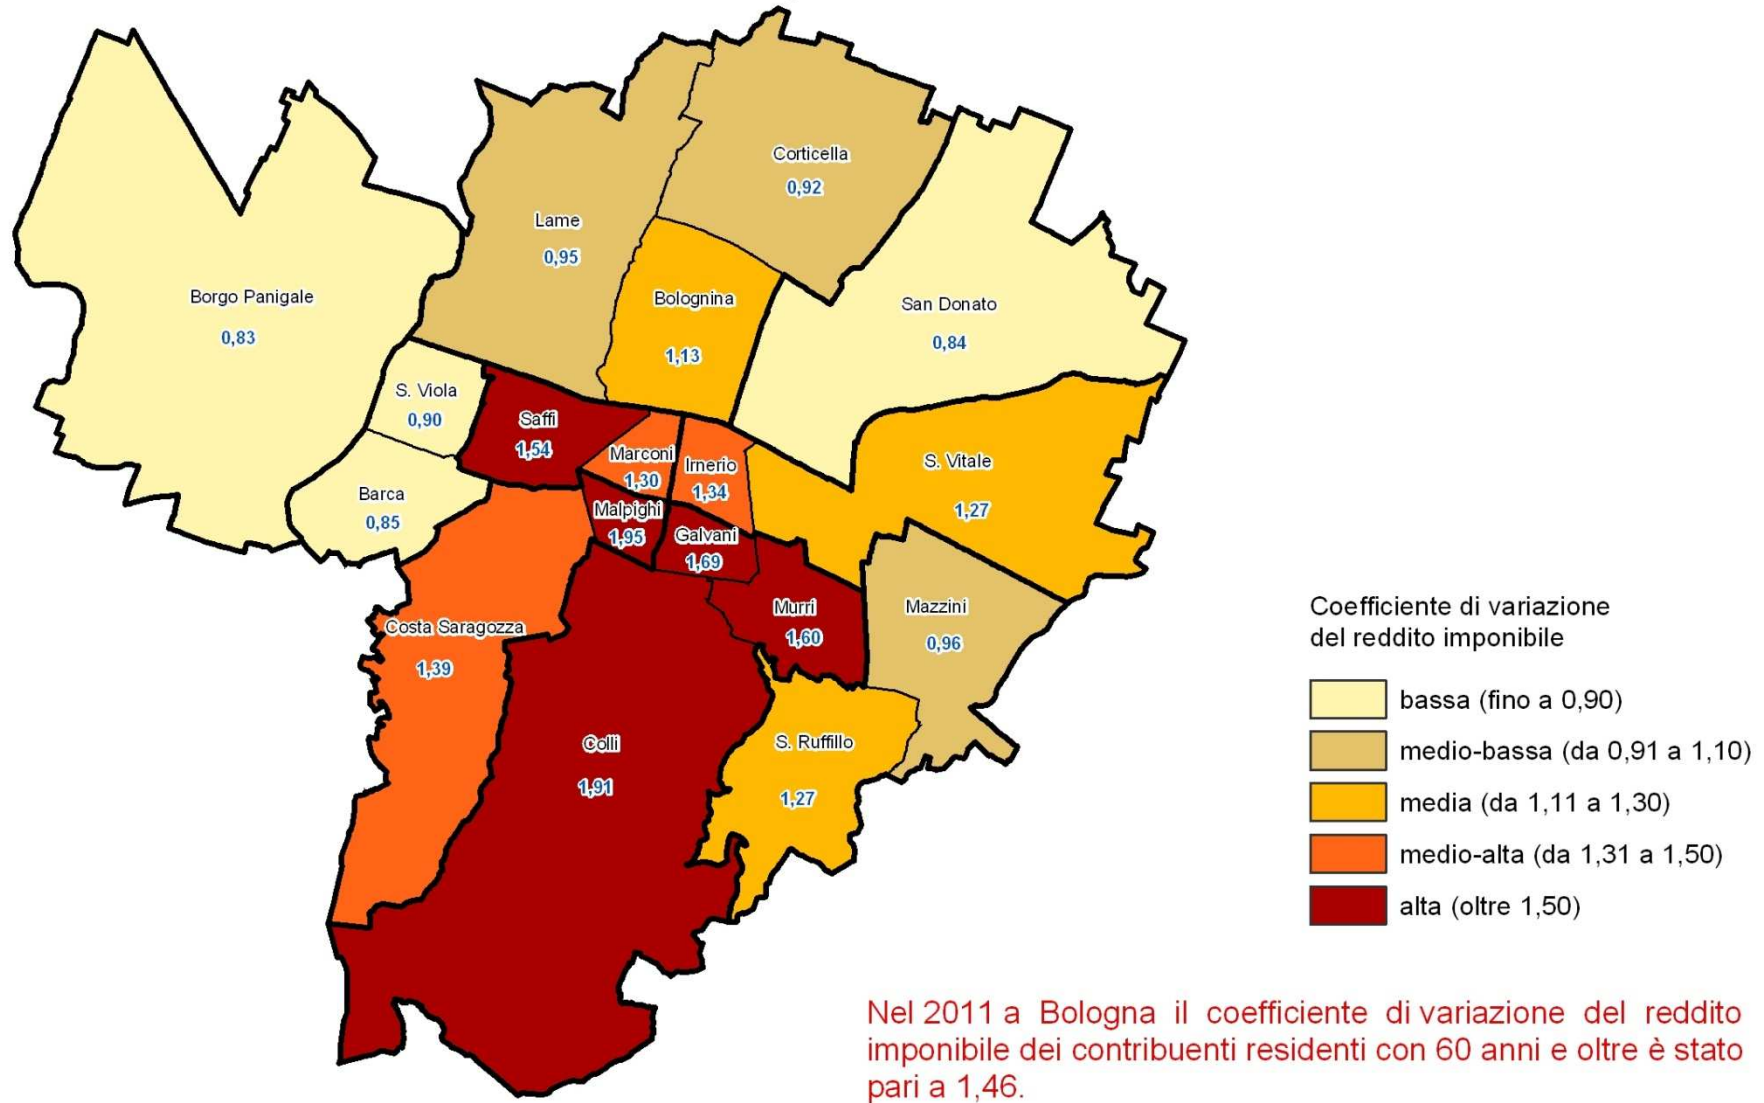 Corticella
0,92
Lame
0,95
Borgo Panigale
0,83
Bolognina
1,13
San Donato
0,84
S. Viola
0,90
Saffi
1,54
Marconi
1,30
Irnerio
1,34
S. Vitale
1,27
Barca
0,85
Malpighi
1,95
Galvani
1,69
Murri
1,60
Mazzini
0,96
Costa Saragozza
1,39
Colli
1,91
S. Ruffillo
1,27
Coefficiente di variazione
del reddito imponibile
bassa (fino a 0,90)
medio-bassa (da 0,91 a 1,10)
media (da 1,11 a 1,30)
medio-alta (da 1,31 a 1,50)
alta (oltre 1,50)
Nel 2011 a Bologna il coefficiente di variazione del reddito
imponibile dei contribuenti residenti con 60 anni e oltre è stato
pari a 1,46.